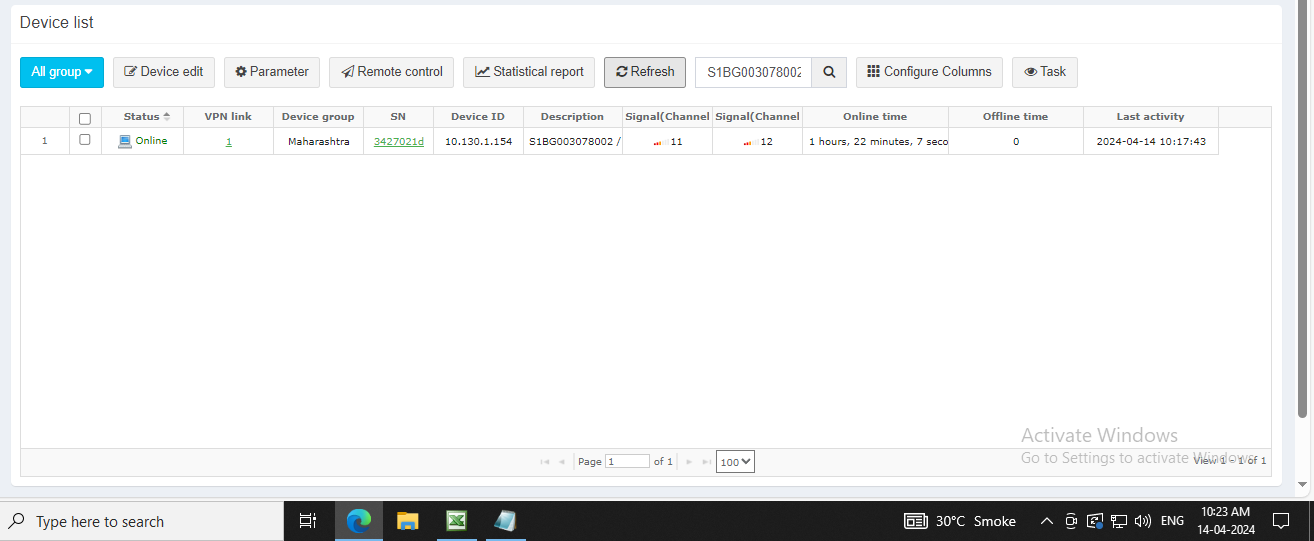 Device list
All group Device edit Parameter Remote control Statistical report Refresh S1BG003078002 Configure Columns Task
Status VPN link Device group SN Device ID Description Signal(Channel Signal(Channel Online time Offline time Last activity
1 Online 1 Maharashtra 3427021d 10.130.1.154 S1BG003078002 / 11 12 1 hours, 22 minutes, 7 seco 0 2024-04-14 10:17:43
Activate Windows
Go to Settings to activate Windows.
Page 1 of 1 100 View 1 - 1 of 1
Type here to search 30°C Smoke ENG 10:23 AM
14-04-2024